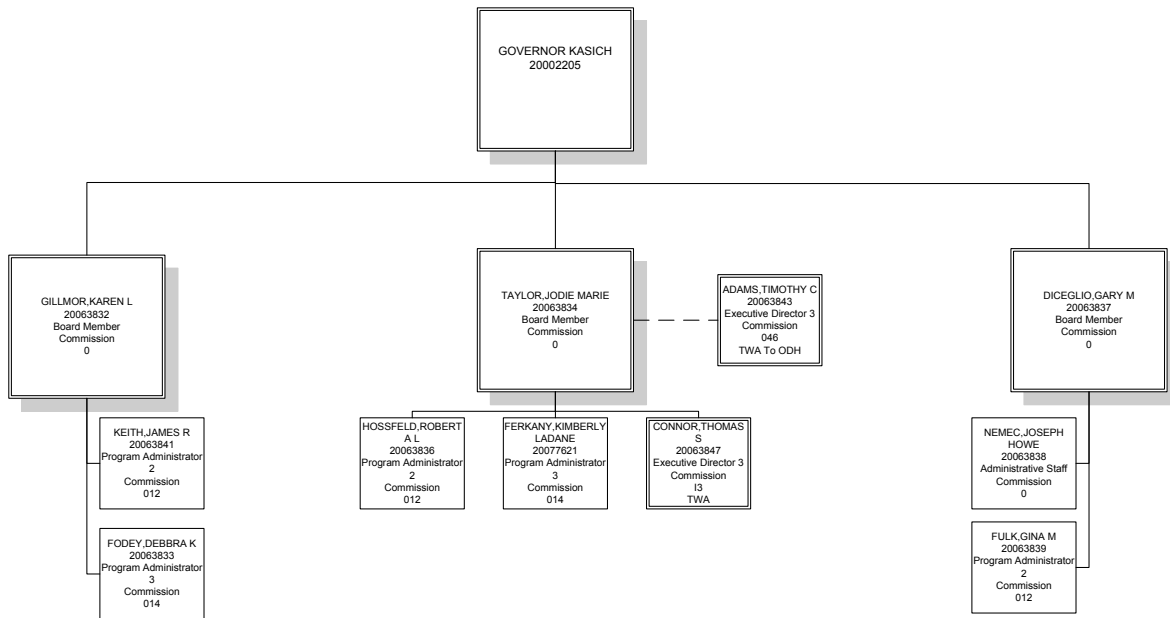 GOVERNOR KASICH
20002205
GILLMOR,KAREN L
20063832
Board Member
Commission
0
TAYLOR,JODIE MARIE
20063834
Board Member
Commission
0
ADAMS,TIMOTHY C
20063843
Executive Director 3
Commission
046
TWA To ODH
DICEGLIO,GARY M
20063837
Board Member
Commission
0
KEITH,JAMES R
20063841
Program Administrator
2
Commission
012
FODEY,DEBBRA K
20063833
Program Administrator
3
Commission
014
HOSSFELD,ROBERT
A L
20063836
Program Administrator
2
Commission
012
FERKANY,KIMBERLY
LADANE
20077621
Program Administrator
3
Commission
014
CONNOR,THOMAS
S
20063847
Executive Director 3
Commission
I3
TWA
NEMEC,JOSEPH
HOWE
20063838
Administrative Staff
Commission
0
FULK,GINA M
20063839
Program Administrator
2
Commission
012